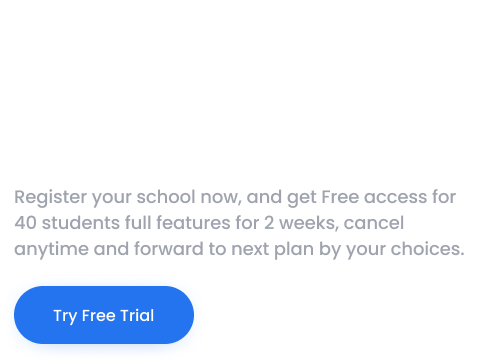 Register your school now, and get Free access for
40 students full features for 2 weeks, cancel
anytime and forward to next plan by your choices.
Try Free Trial